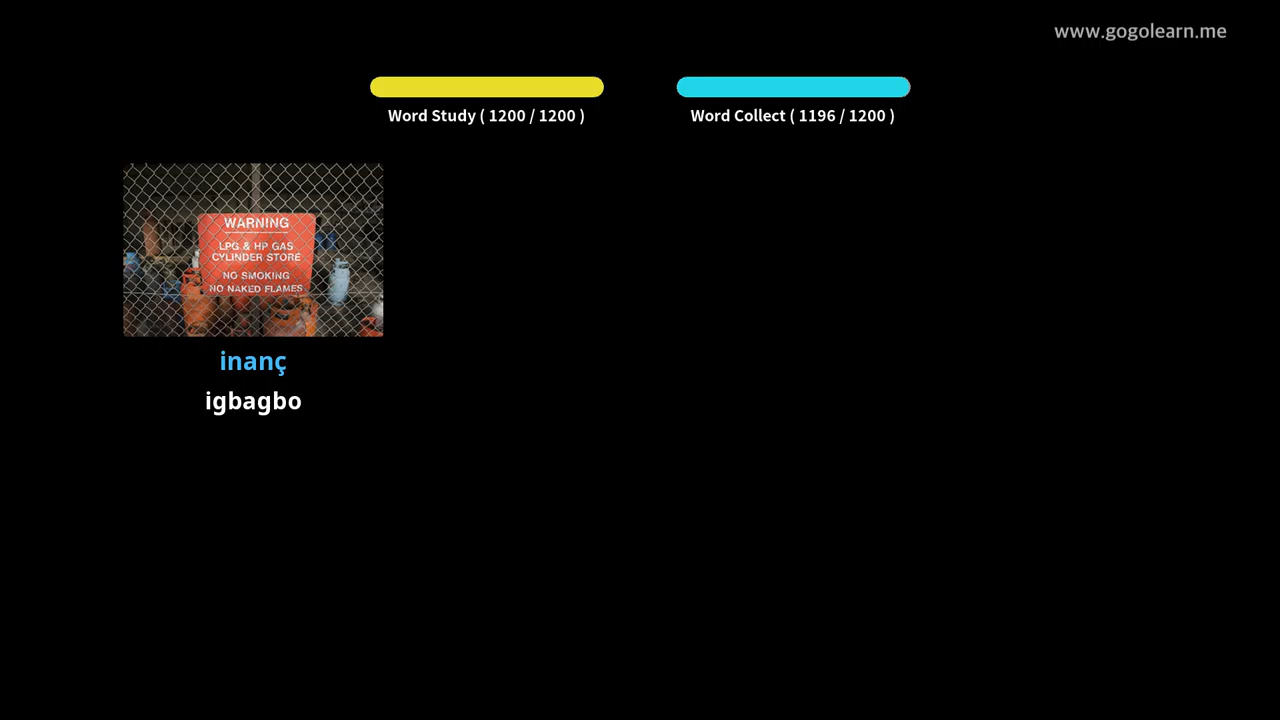 www.gogolearn.me
Word Study ( 1200 / 1200 )
Word Collect ( 1196 / 1200 )
WARNING
LPG & HP GAS
CYLINDER STORE
NO SMOKING
NO NAKED FLAMES
inanç
igbagbo